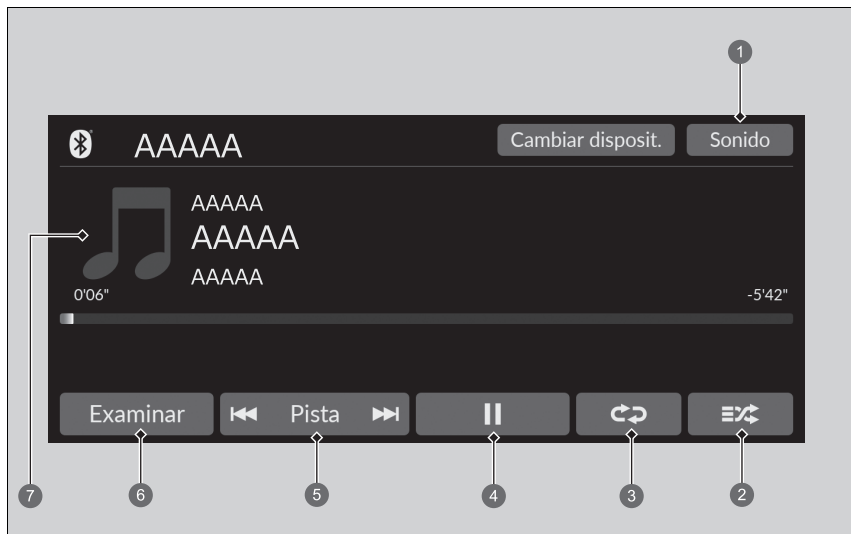 1
AAAAA
Cambiar disposit.
Sonido
AAAAA
AAAAA
AAAAA
7
0'06"
-5'42"
Examinar
Pista
6
5
4
3
2